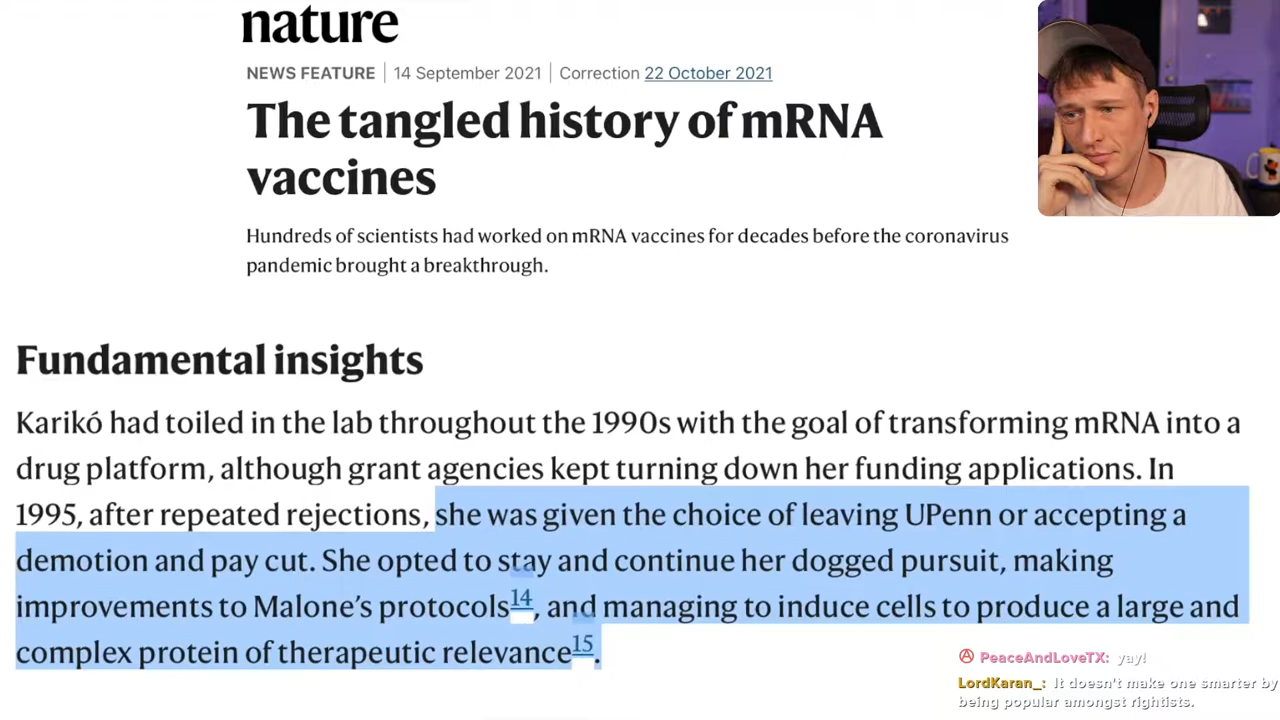 nature
NEWS FEATURE | 14 September 2021 | Correction 22 October 2021
The tangled history of mRNA
vaccines
Hundreds of scientists had worked on mRNA vaccines for decades before the coronavirus
pandemic brought a breakthrough.
Fundamental insights
Karikó had toiled in the lab throughout the 1990s with the goal of transforming mRNA into a
drug platform, although grant agencies kept turning down her funding applications. In
1995, after repeated rejections, she was given the choice of leaving UPenn or accepting a
demotion and pay cut. She opted to stay and continue her dogged pursuit, making
improvements to Malone’s protocols14, and managing to induce cells to produce a large and
complex protein of therapeutic relevance15.
PeaceAndLoveTX: yay!
LordKaran_: It doesn't make one smarter by
being popular amongst rightists.